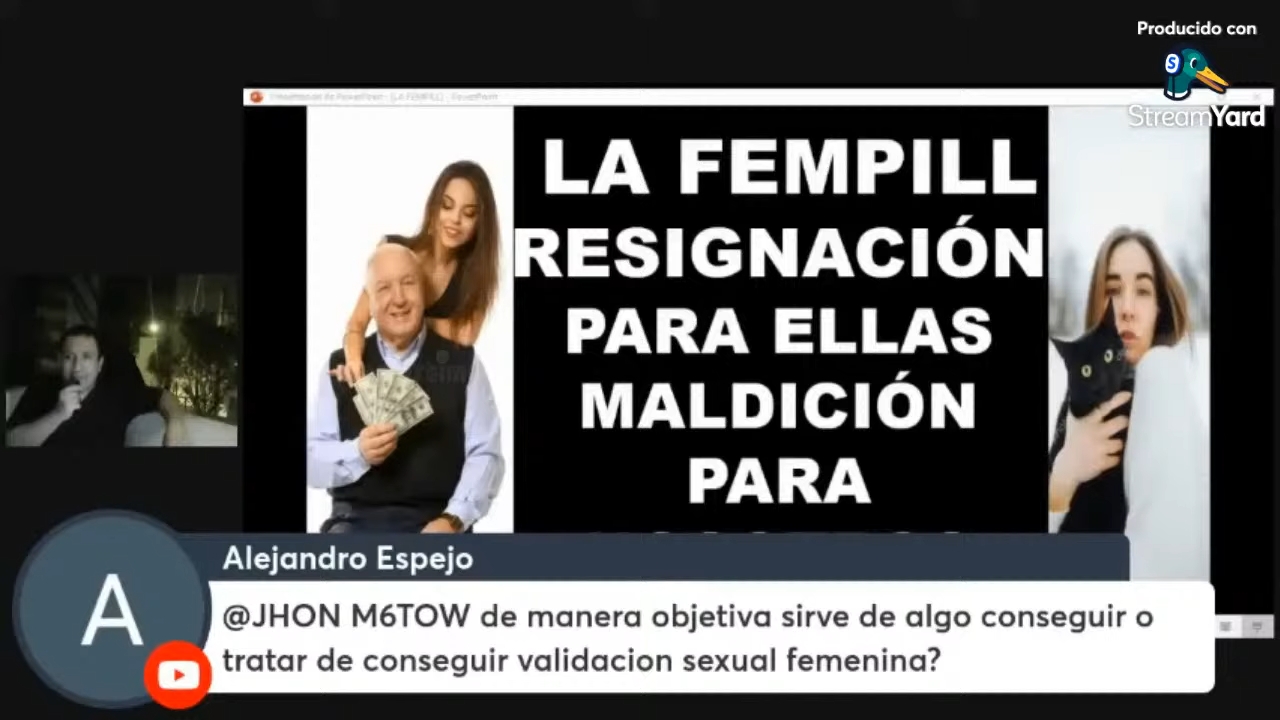 Producido con
StreamYard
LA FEMPILL
RESIGNACIÓN
PARA ELLAS
MALDICIÓN
PARA
A
Alejandro Espejo
@JHON M6TOW de manera objetiva sirve de algo conseguir o
tratar de conseguir validacion sexual femenina?